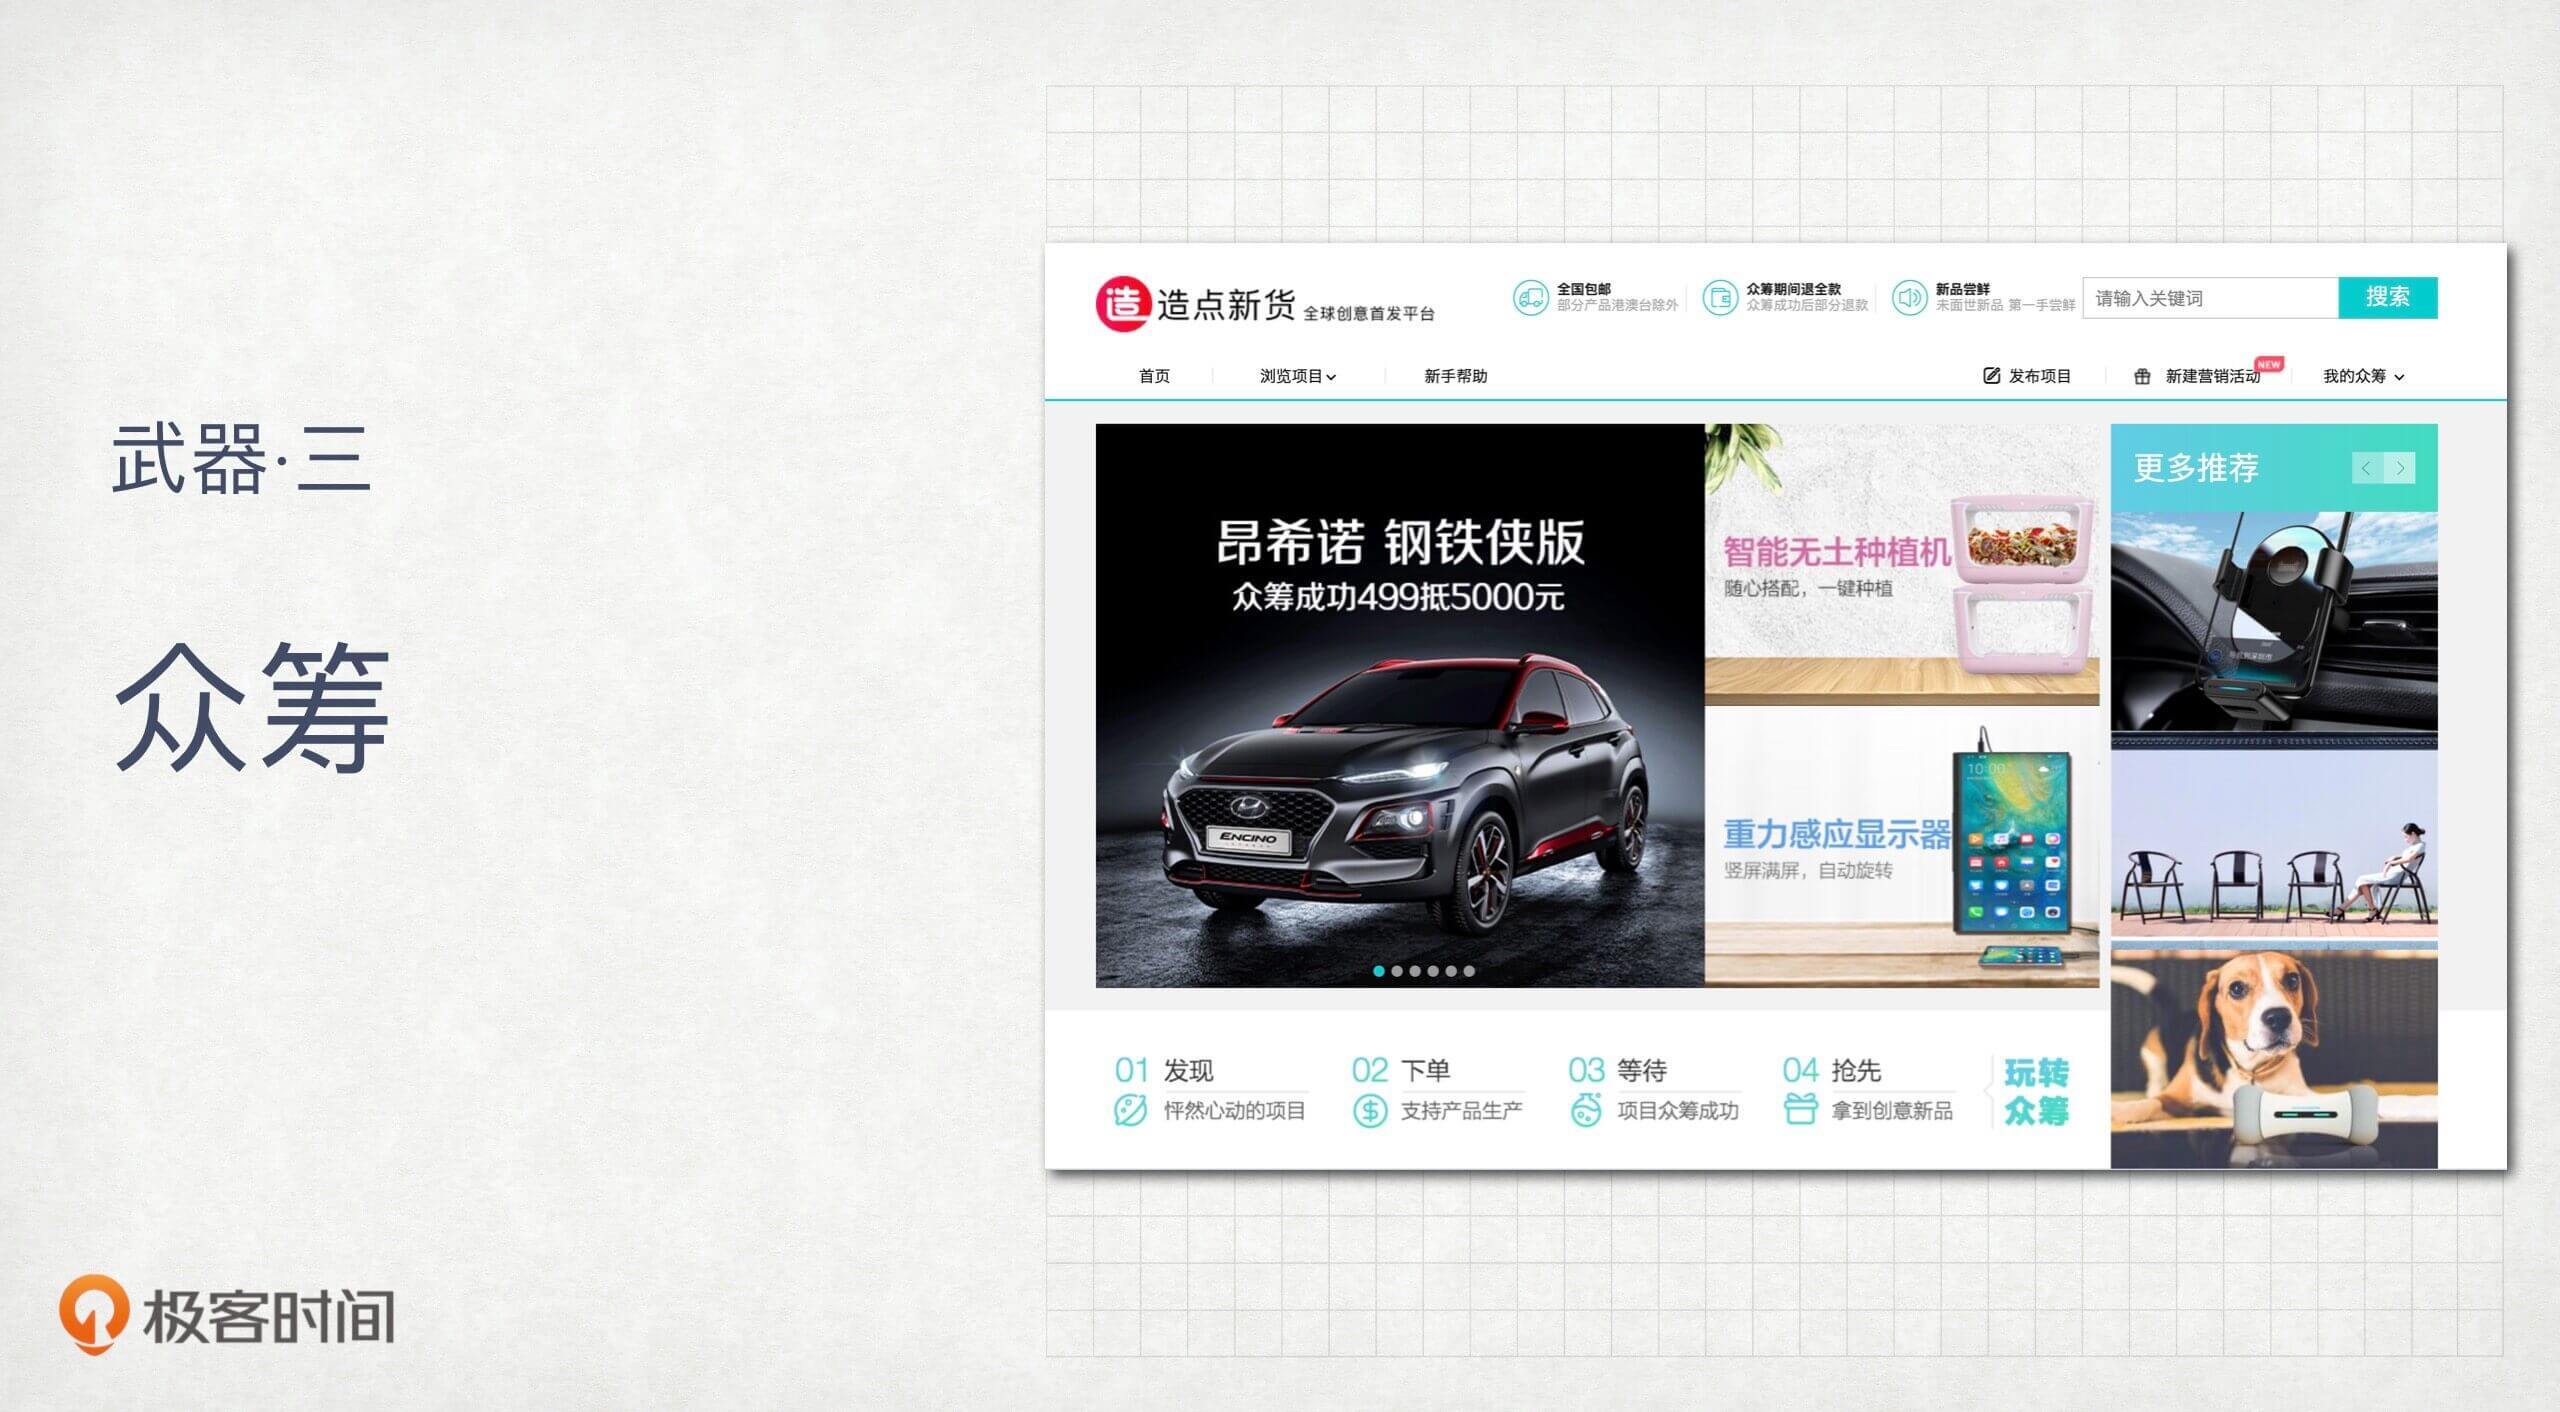 武器·三
众筹
造 造点新货 全球创意首发平台
全国包邮
部分产品港澳台除外
众筹期间退全款
众筹成功后部分退款
新品尝鲜
未面世新品 第一手尝鲜
请输入关键词
搜索
首页
浏览项目
新手帮助
发布项目
新建营销活动
NEW
我的众筹
昂希诺 钢铁侠版
众筹成功499抵5000元
ENCINO
智能无土种植机
随心搭配，一键种植
重力感应显示器
竖屏满屏，自动旋转
10:00
更多推荐
01 发现
怦然心动的项目
02 下单
支持产品生产
03 等待
项目众筹成功
04 抢先
拿到创意新品
玩转
众筹
极客时间